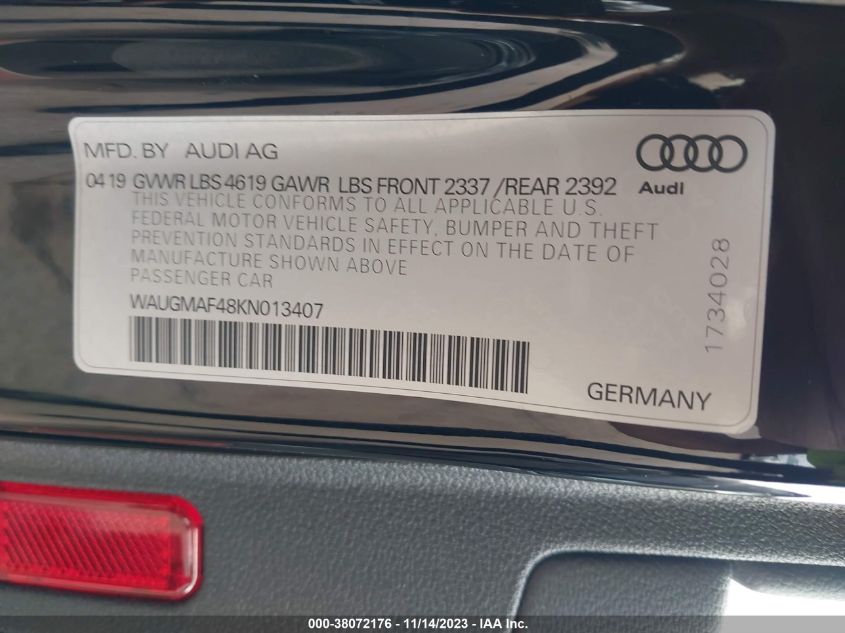 MFD. BY AUDI AG
04 19 GVWR LBS 4619 GAWR LBS FRONT 2337 /REAR 2392
THIS VEHICLE CONFORMS TO ALL APPLICABLE U.S.
FEDERAL MOTOR VEHICLE SAFETY, BUMPER AND THEFT
PREVENTION STANDARDS IN EFFECT ON THE DATE OF
MANUFACTURE SHOWN ABOVE
PASSENGER CAR
WAUGMAF48KN013407
Audi
1734028
GERMANY
000-38072176 - 11/14/2023 - IAA Inc.